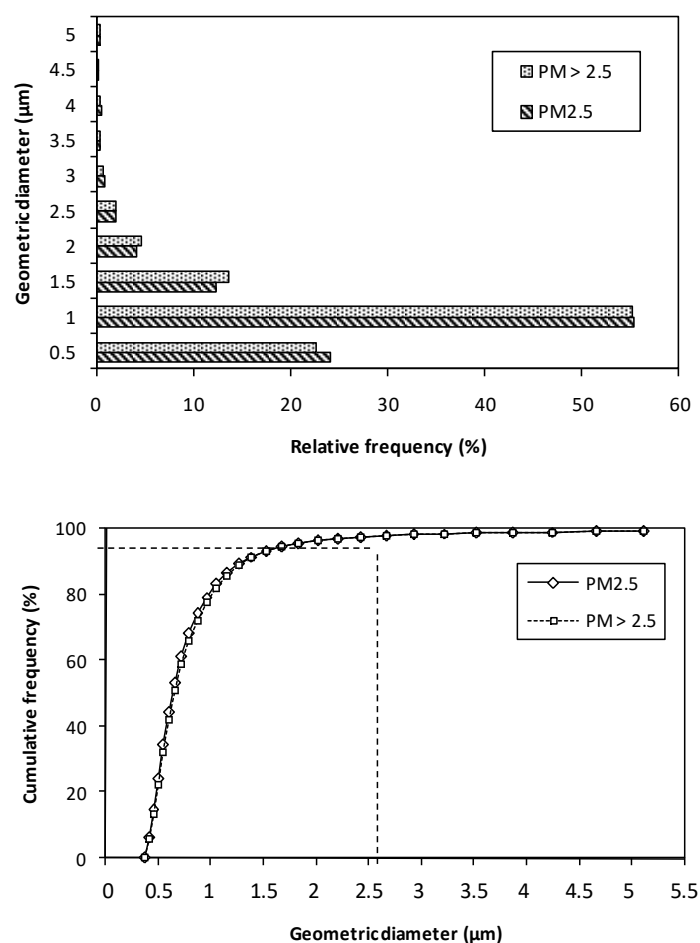 5
4.5
4
3.5
3
2.5
2
1.5
1
0.5
Geometric diameter (μm)
PM > 2.5
PM2.5
0 10 20 30 40 50 60
Relative frequency (%)
100
80
60
40
20
0
Cumulative frequency (%)
PM2.5
PM > 2.5
0 0.5 1 1.5 2 2.5 3 3.5 4 4.5 5 5.5
Geometric diameter (μm)